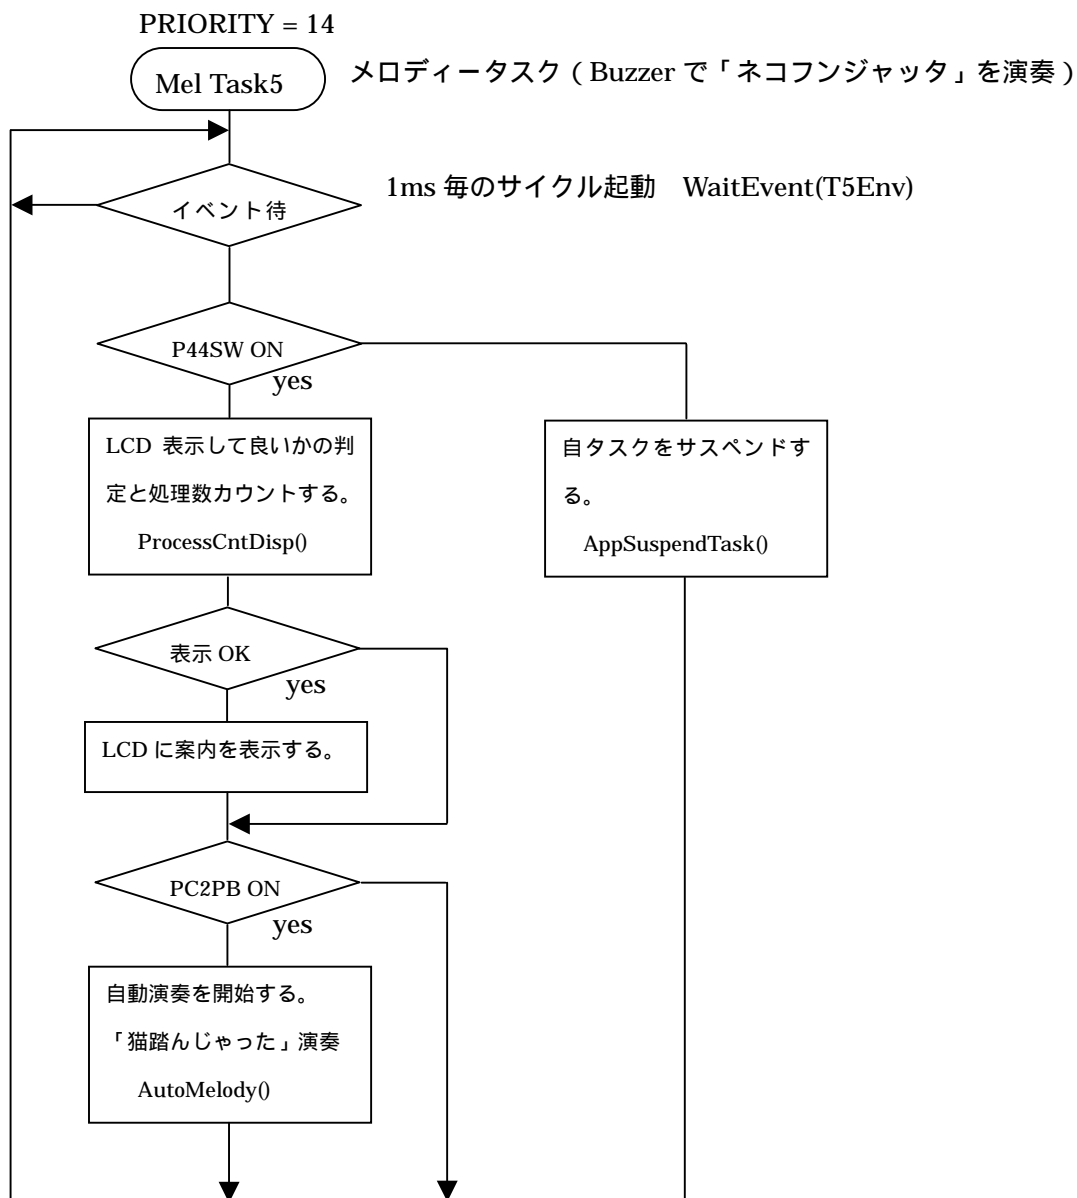 PRIORITY = 14
Mel Task5
メロディータスク（Buzzer で「ネコフンジャッタ」を演奏）
1ms 毎のサイクル起動　WaitEvent(T5Env)
イベント待
P44SW ON
yes
LCD 表示して良いかの判
定と処理数カウントする。
ProcessCntDisp()
自タスクをサスペンドす
る。
AppSuspendTask()
表示 OK
yes
LCD に案内を表示する。
PC2PB ON
yes
自動演奏を開始する。
「猫踏んじゃった」演奏
AutoMelody()